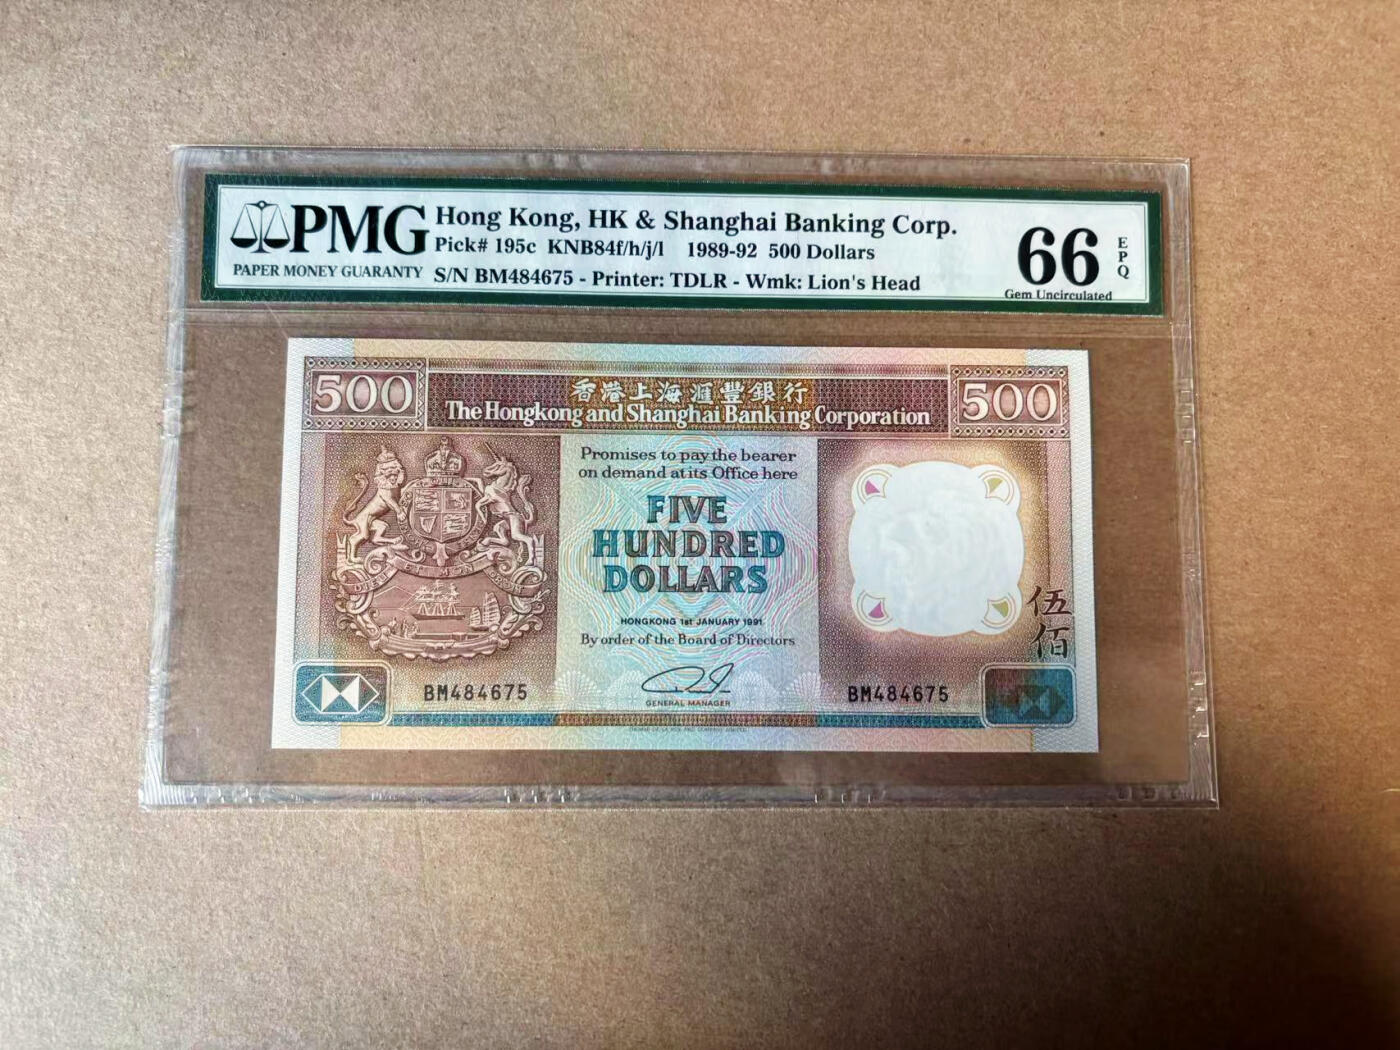 PMG
PAPER MONEY GUARANTY
Hong Kong, HK & Shanghai Banking Corp.
Pick# 195c KNB84f/h/j/l 1989-92 500 Dollars
S/N BM484675 - Printer: TDLR - Wmk: Lion's Head
66
EPQ
Gem Uncirculated
500
香港上海滙豐銀行
The Hongkong and Shanghai Banking Corporation
500
Promises to pay the bearer
on demand at its Office here
FIVE
HUNDRED
DOLLARS
HONGKONG 1st JANUARY 1991
By order of the Board of Directors
GENERAL MANAGER
伍佰
BM484675
BM484675